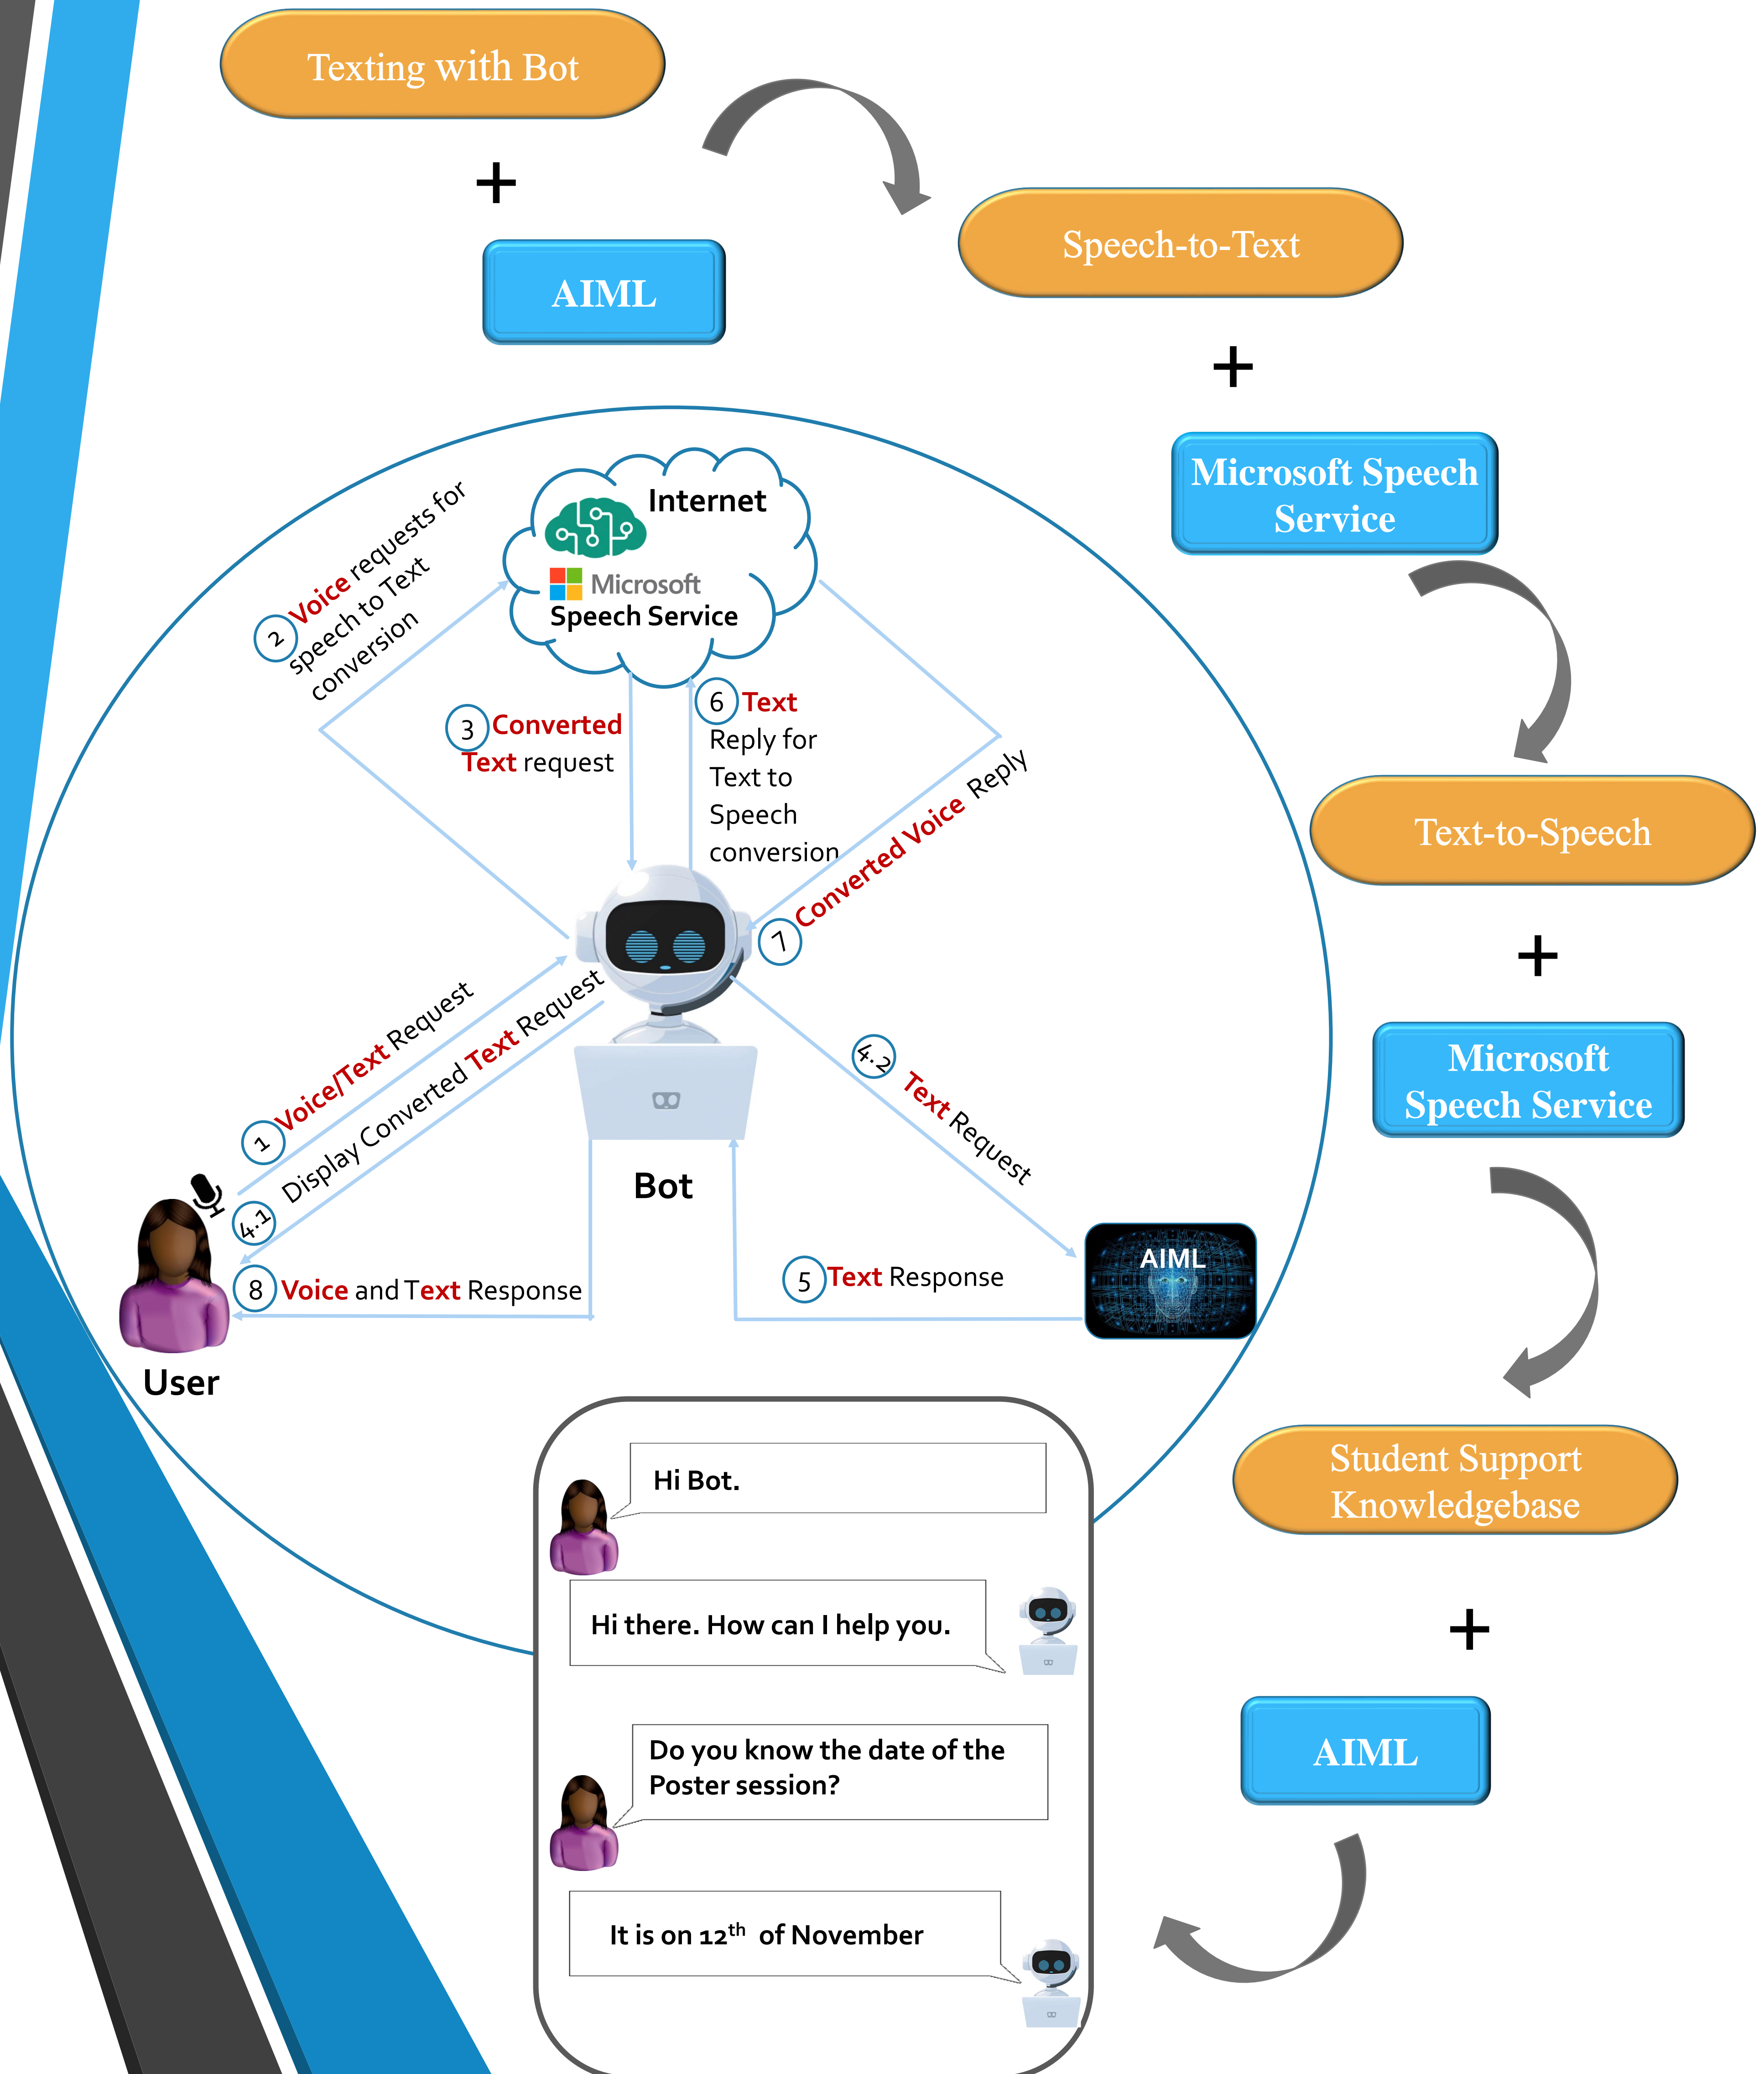 Texting with Bot
+
AIML
Speech-to-Text
+
Microsoft Speech
Service
Text-to-Speech
+
Microsoft
Speech Service
Student Support
Knowledgebase
+
AIML
Internet
Microsoft
Speech Service
2 Voice requests for
speech to Text
conversion
3 Converted
Text request
6 Text
Reply for
Text to
Speech
conversion
7 Converted Voice Reply
1 Voice/Text Request
4.1 Display Converted Text Request
4.2 Text Request
Bot
AIML
5 Text Response
8 Voice and Text Response
User
Hi Bot.
Hi there. How can I help you.
Do you know the date of the
Poster session?
It is on 12th of November